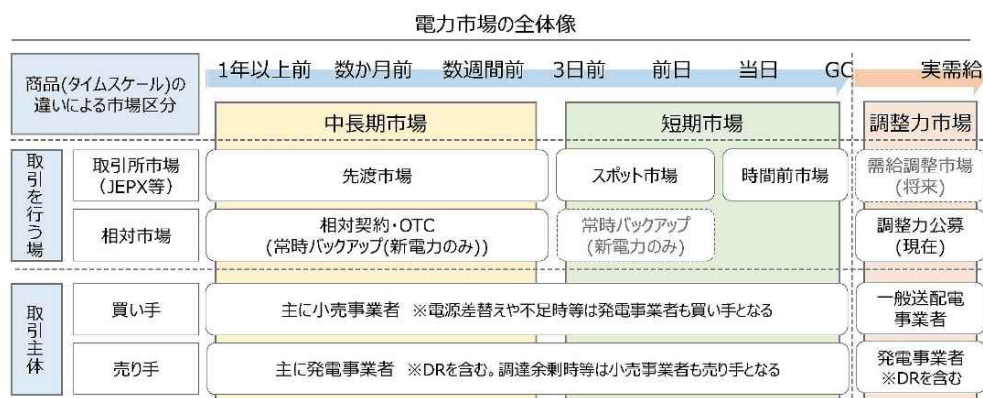 電力市場の全体像
商品(タイムスケール)の
違いによる市場区分
1年以上前 数か月前 数週間前 3日前 前日 当日 GC 実需給
中長期市場 短期市場 調整力市場
取引を行う場
取引所市場
(JEPX等)
先渡市場
スポット市場
時間前市場
需給調整市場
(将来)
相対市場
相対契約・OTC
(常時バックアップ(新電力のみ))
常時バックアップ
(新電力のみ)
調整力公募
(現在)
取引主体
買い手
主に小売事業者 ※電源差替えや不足時等は発電事業者も買い手となる
一般送配電
事業者
売り手
主に発電事業者 ※DRを含む。調達余剰時等は小売事業者も売り手となる
発電事業者
※DRを含む